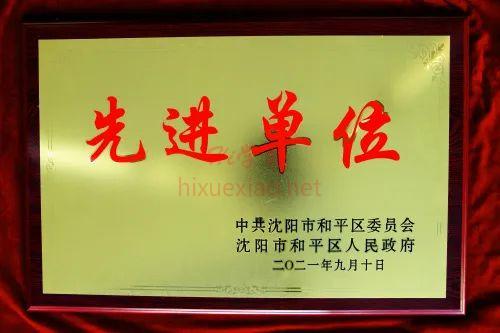 先进单位
hixuexiao.net
中共沈阳市和平区委员会
沈阳市和平区人民政府
二〇二一年九月十日